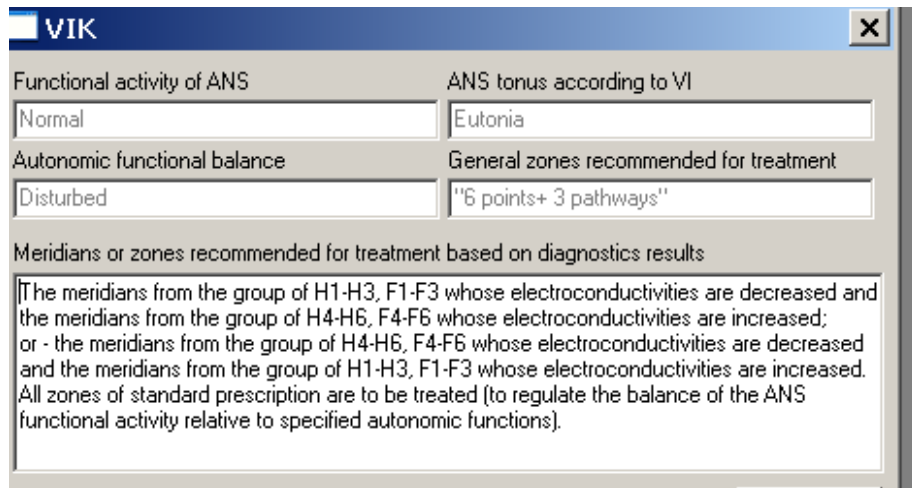 VIK
Functional activity of ANS
ANS tonus according to VI
Normal
Eutonia
Autonomic functional balance
General zones recommended for treatment
Disturbed
"6 points+ 3 pathways"
Meridians or zones recommended for treatment based on diagnostics results
The meridians from the group of H1-H3, F1-F3 whose electroconductivities are decreased and
the meridians from the group of H4-H6, F4-F6 whose electroconductivities are increased;
or - the meridians from the group of H4-H6, F4-F6 whose electroconductivities are decreased
and the meridians from the group of H1-H3, F1-F3 whose electroconductivities are increased.
All zones of standard prescription are to be treated (to regulate the balance of the ANS
functional activity relative to specified autonomic functions).